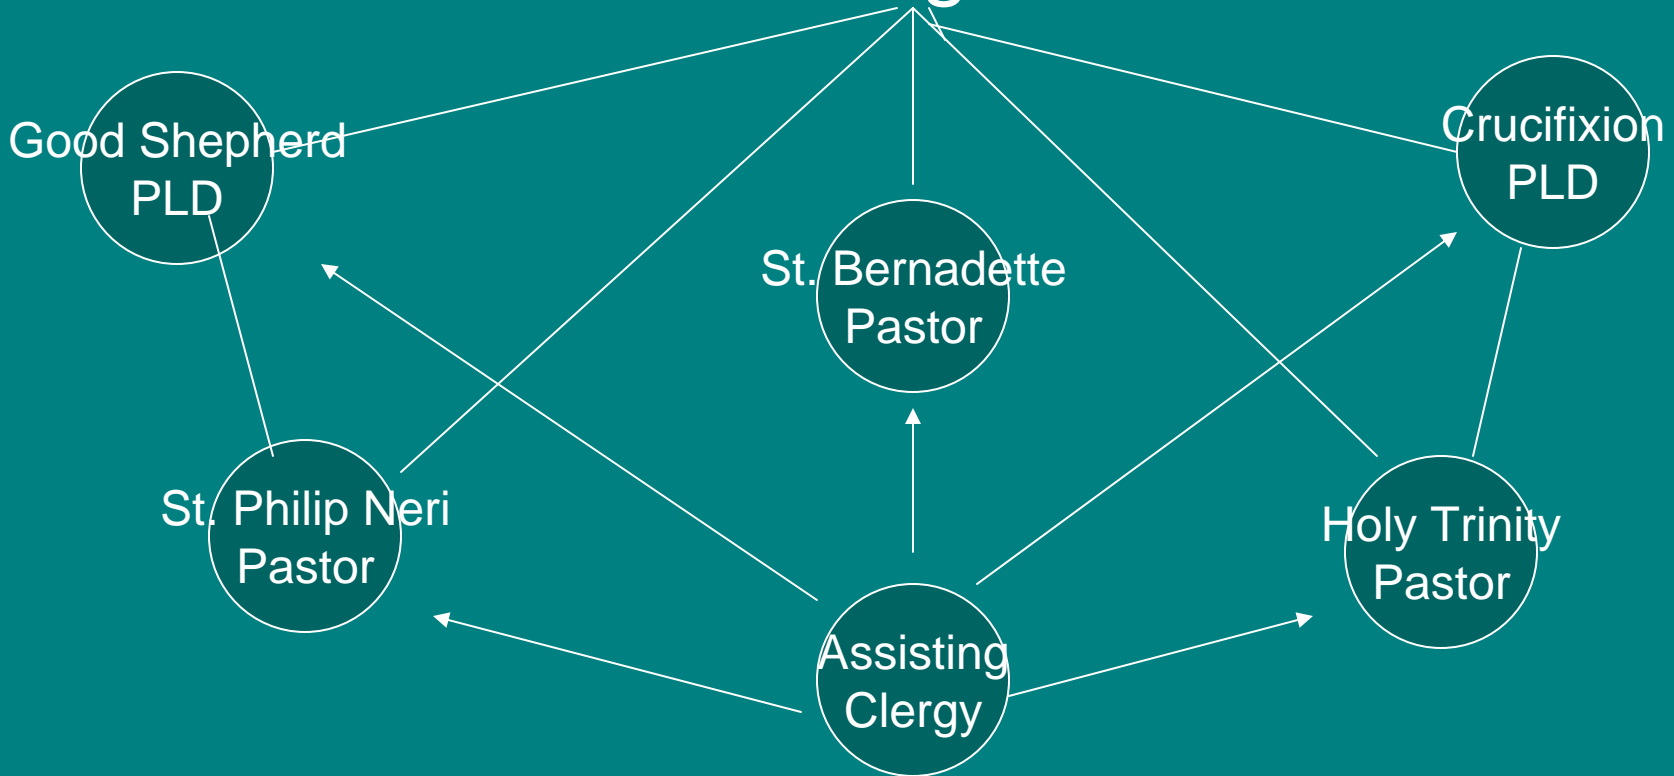 Good Shepherd
PLD
Crucifixion
PLD
St. Bernadette
Pastor
St. Philip Neri
Pastor
Holy Trinity
Pastor
Assisting
Clergy